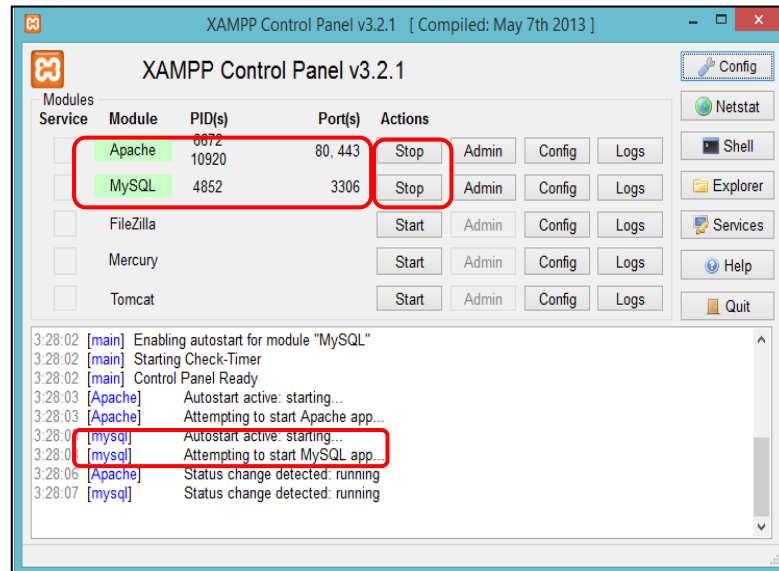 XAMPP Control Panel v3.2.1 [ Compiled: May 7th 2013 ]
XAMPP Control Panel v3.2.1
Config
Modules
Service Module PID(s) Port(s) Actions
Netstat
Apache 6672 10920 80, 443 Stop Admin Config Logs
Shell
MySQL 4852 3306 Stop Admin Config Logs
Explorer
FileZilla Start Admin Config Logs
Services
Mercury Start Admin Config Logs
Help
Tomcat Start Admin Config Logs
Quit
3:28:02 [main] Enabling autostart for module "MySQL"
3:28:02 [main] Starting Check-Timer
3:28:02 [main] Control Panel Ready
3:28:03 [Apache] Autostart active: starting...
3:28:03 [Apache] Attempting to start Apache app...
[mysql] Autostart active: starting...
[mysql] Attempting to start MySQL app...
3:28:06 [Apache] Status change detected: running
3:28:07 [mysql] Status change detected: running